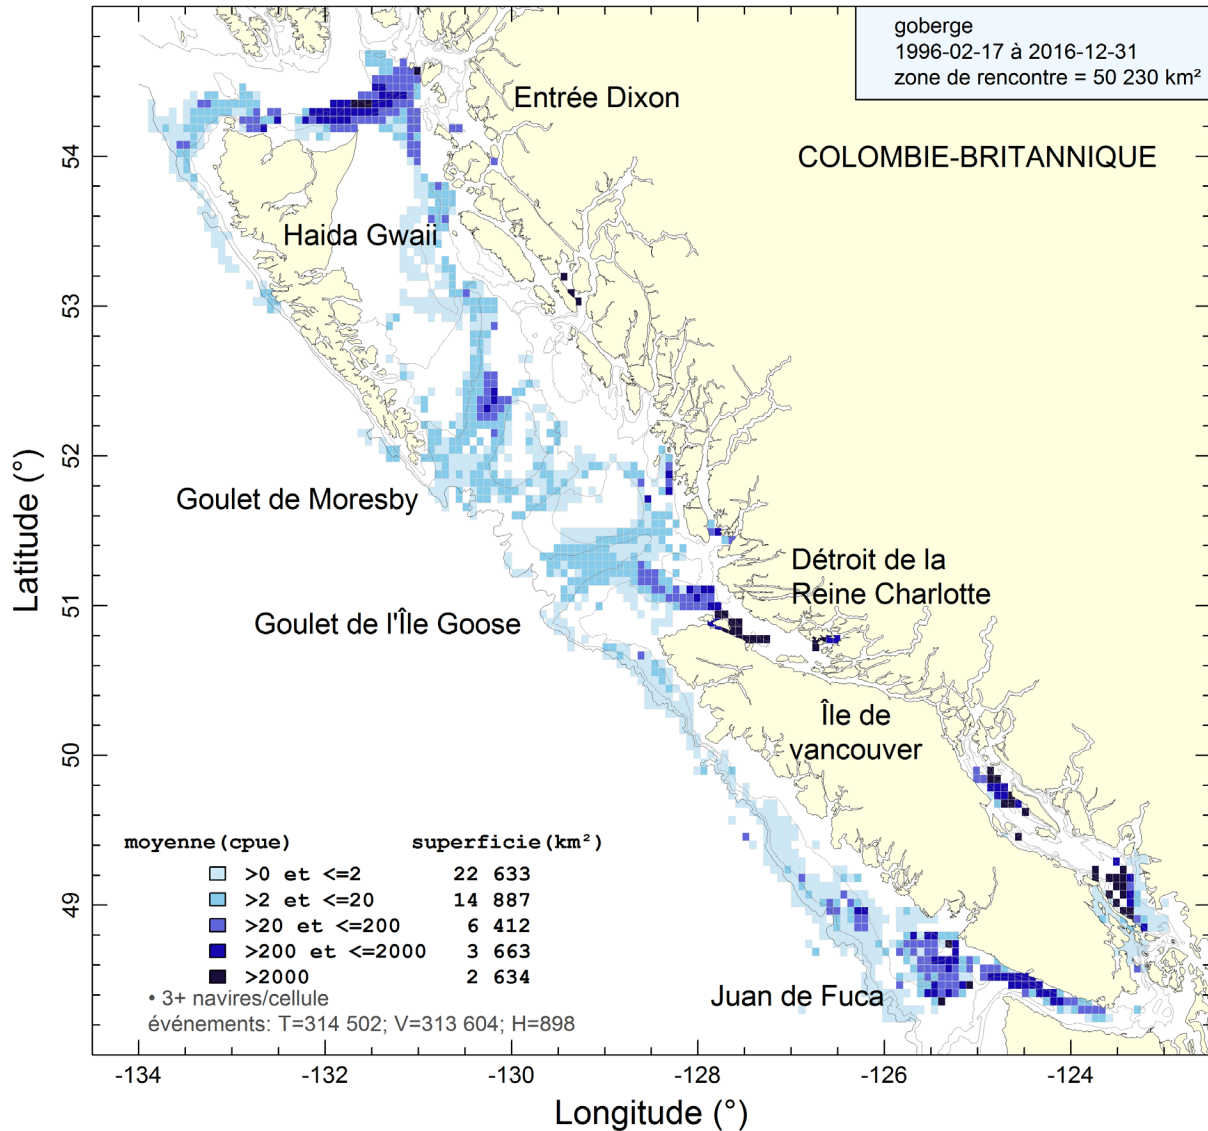 goberge
1996-02-17 à 2016-12-31
zone de rencontre = 50 230 km²
Entrée Dixon
COLOMBIE-BRITANNIQUE
Haida Gwaii
Goulet de Moresby
Détroit de la
Reine Charlotte
Goulet de l'Île Goose
Île de
vancouver
Juan de Fuca
moyenne(cpue) superficie(km²)
>0 et <=2 22 633
>2 et <=20 14 887
>20 et <=200 6 412
>200 et <=2000 3 663
>2000 2 634
• 3+ navires/cellule
événements: T=314 502; V=313 604; H=898
Latitude (°)
54
53
52
51
50
49
-134 -132 -130 -128 -126 -124
Longitude (°)